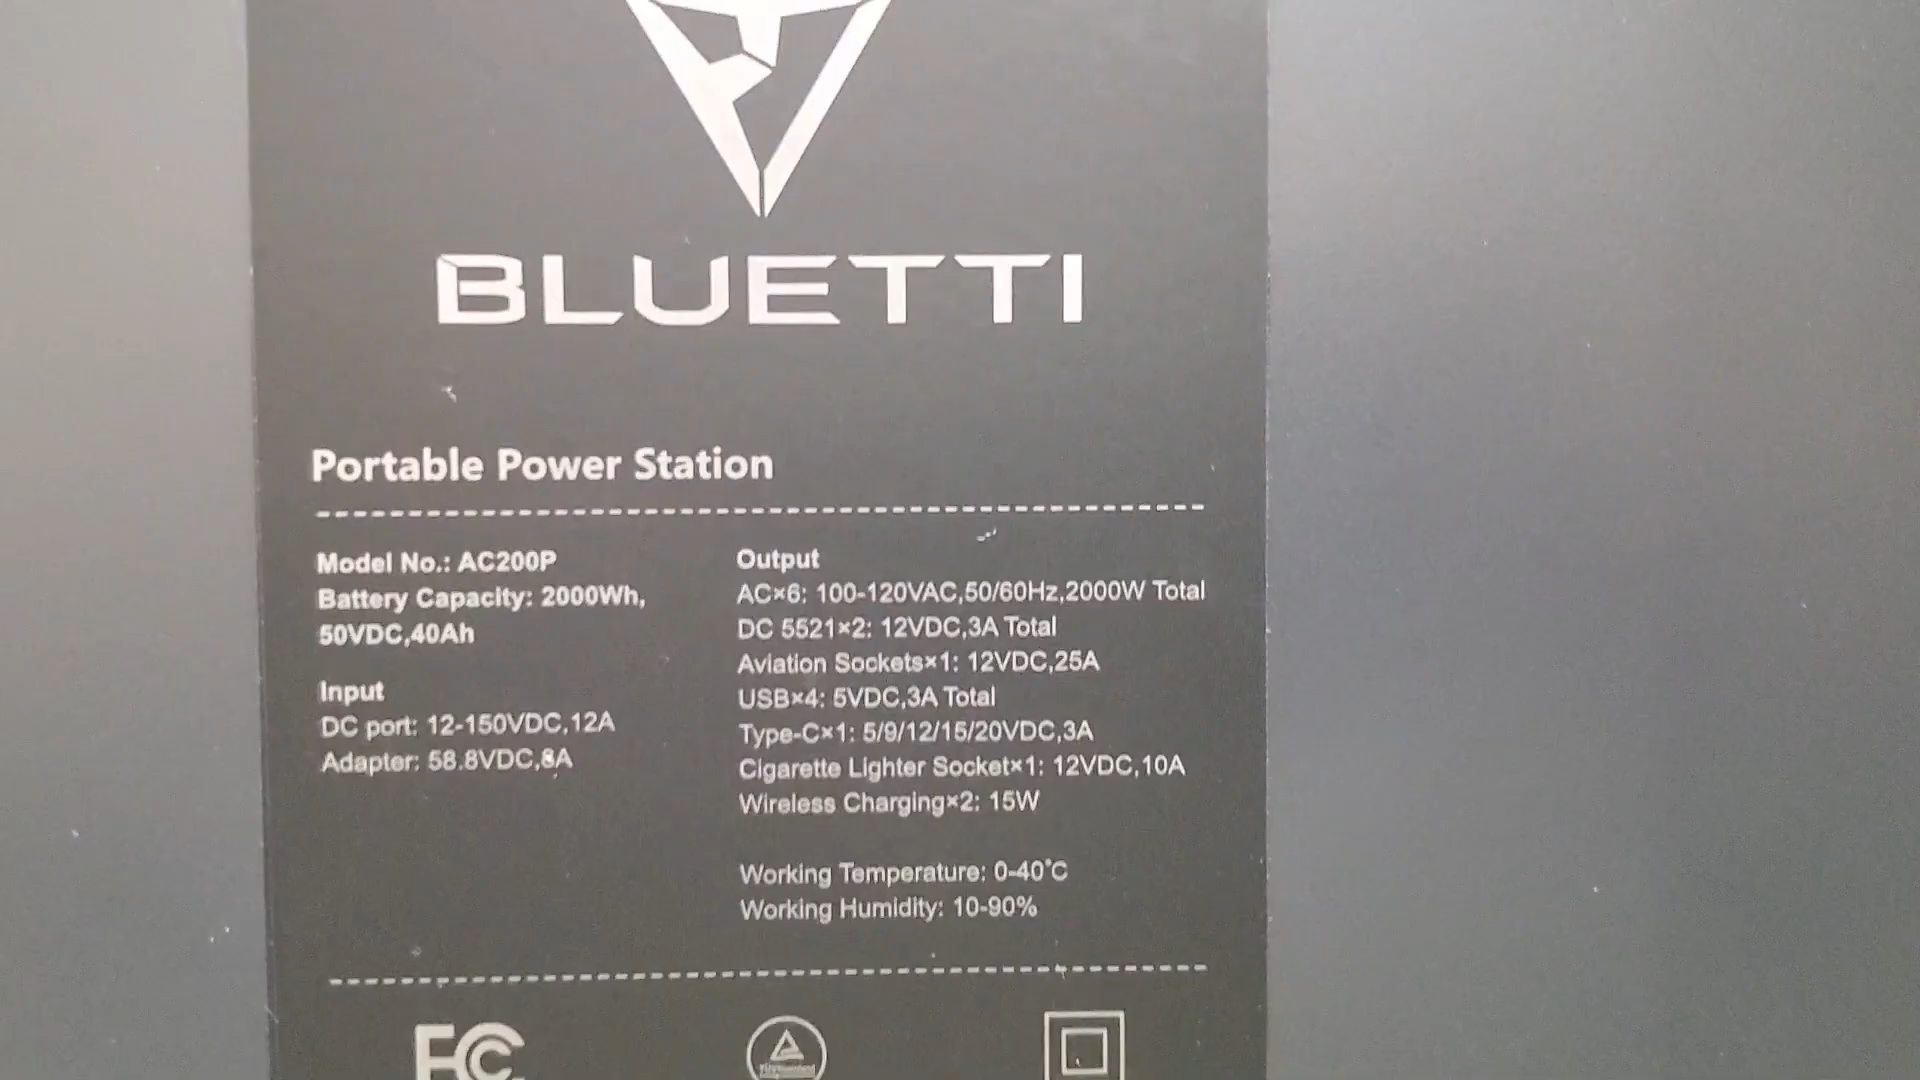 BLUETTI
Portable Power Station
Model No.: AC200P
Battery Capacity: 2000Wh,
50VDC,40Ah
Input
DC port: 12-150VDC,12A
Adapter: 58.8VDC,8A
Output
AC×6: 100-120VAC,50/60Hz,2000W Total
DC 5521×2: 12VDC,3A Total
Aviation Sockets×1: 12VDC,25A
USB×4: 5VDC,3A Total
Type-C×1: 5/9/12/15/20VDC,3A
Cigarette Lighter Socket×1: 12VDC,10A
Wireless Charging×2: 15W
Working Temperature: 0-40°C
Working Humidity: 10-90%
FC